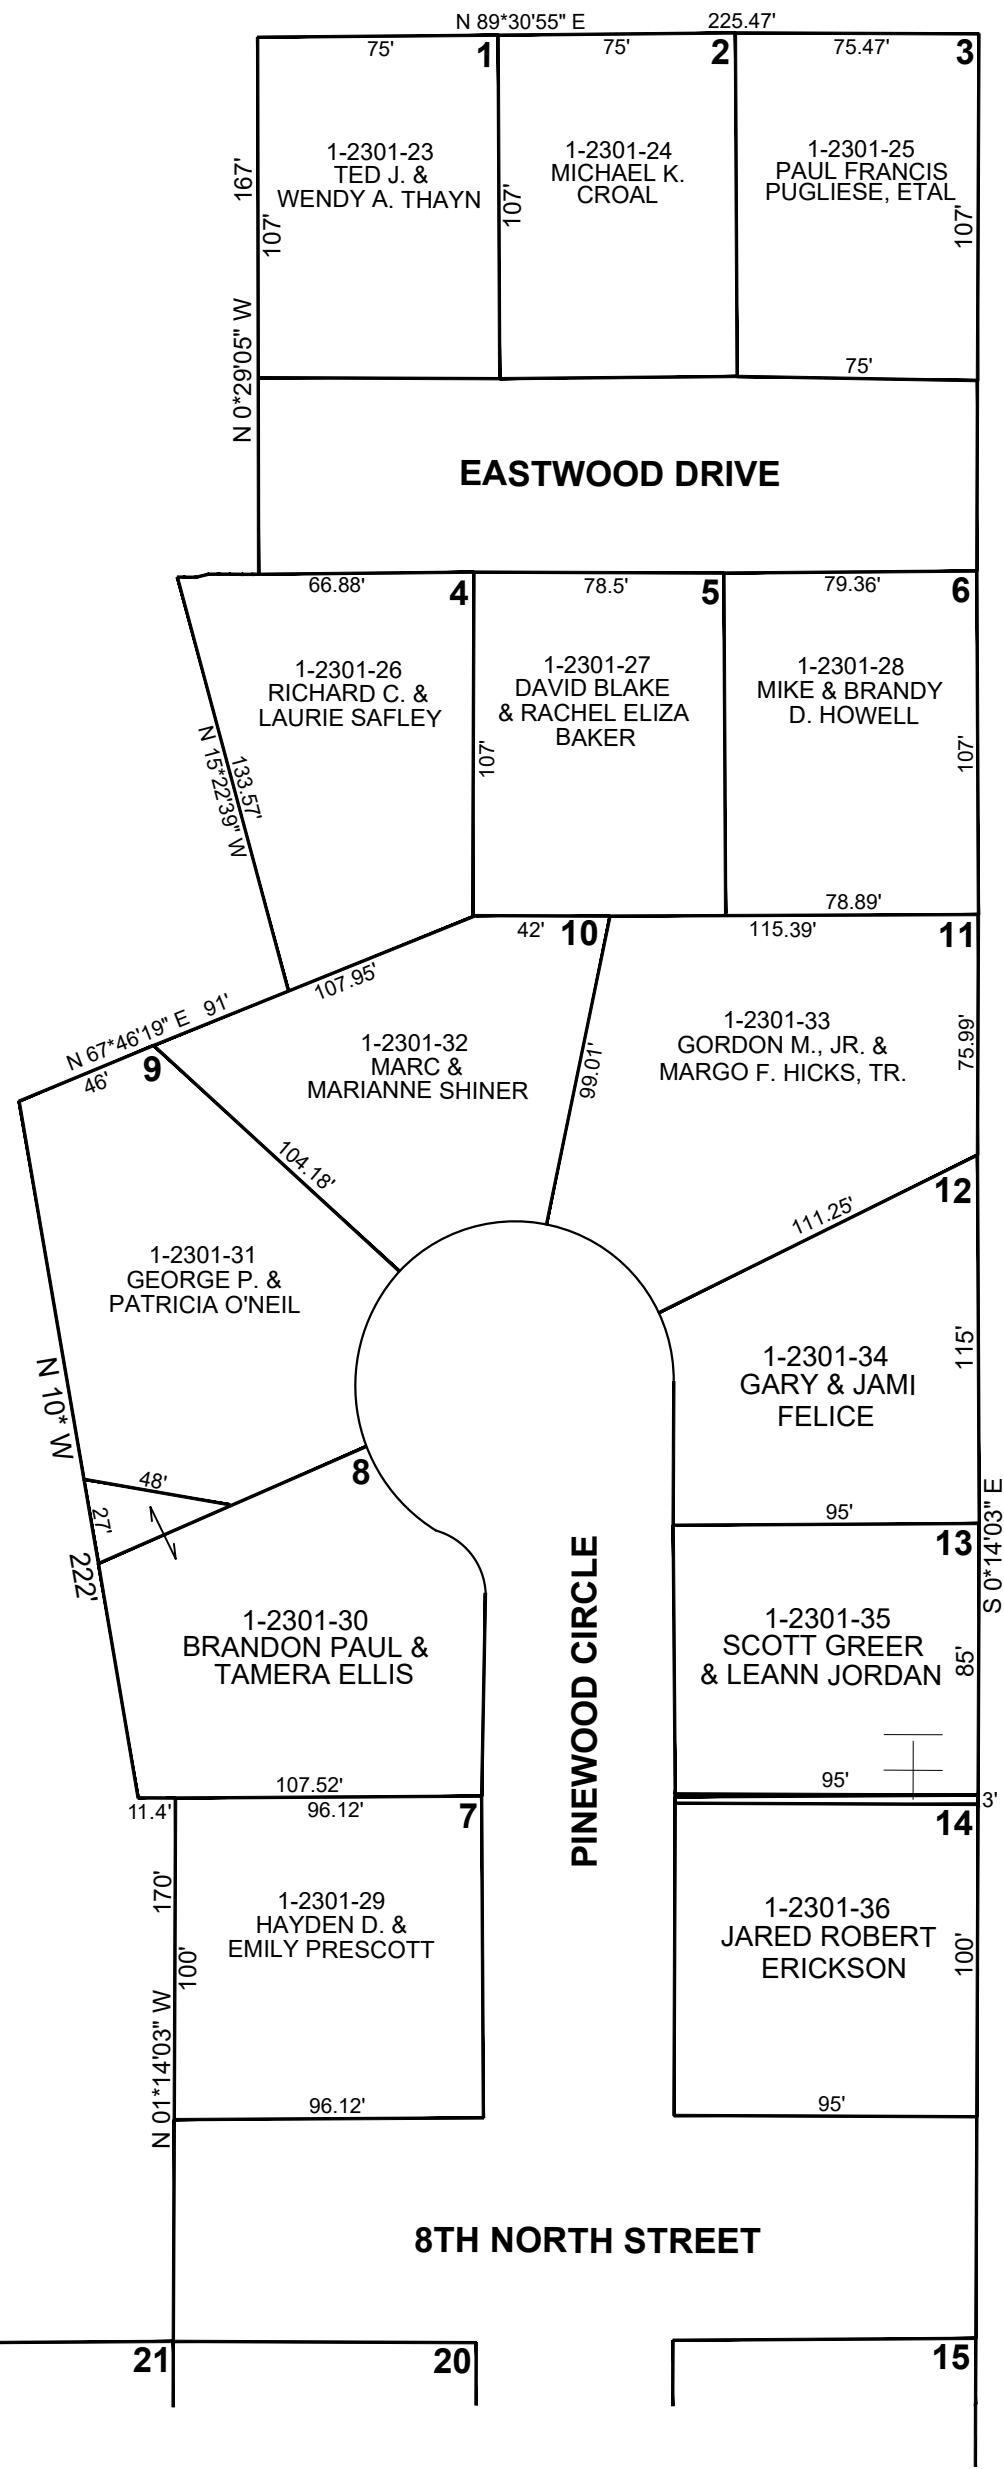 N 89*30'55" E 225.47'
75' 1 75' 2 75.47' 3
1-2301-23
TED J. &
WENDY A. THAYN
1-2301-24
MICHAEL K.
CROAL
1-2301-25
PAUL FRANCIS
PUGLIESE, ETAL
167'
107'
107'
107'
N 0*29'05" W
75'
EASTWOOD DRIVE
66.88' 4 78.5' 5 79.36' 6
1-2301-26
RICHARD C. &
LAURIE SAFLEY
1-2301-27
DAVID BLAKE
& RACHEL ELIZA
BAKER
1-2301-28
MIKE & BRANDY
D. HOWELL
N 15*22'39" W
133.57'
107'
107'
78.89'
42' 10 115.39' 11
107.95'
N 67*46'19" E 91'
46' 9
1-2301-32
MARC &
MARIANNE SHINER
99.01'
1-2301-33
GORDON M., JR. &
MARGO F. HICKS, TR.
75.99'
104.18'
111.25' 12
1-2301-31
GEORGE P. &
PATRICIA O'NEIL
1-2301-34
GARY & JAMI
FELICE
115'
N 10* W
8
48'
27'
222'
95' 13
S 0*14'03" E
1-2301-30
BRANDON PAUL &
TAMERA ELLIS
PINEWOOD CIRCLE
1-2301-35
SCOTT GREER
& LEANN JORDAN
85'
107.52'
95'
3'
11.4' 96.12' 7 14
170'
100'
1-2301-29
HAYDEN D. &
EMILY PRESCOTT
1-2301-36
JARED ROBERT
ERICKSON
100'
N 01*14'03" W
96.12'
95'
8TH NORTH STREET
21 20 15